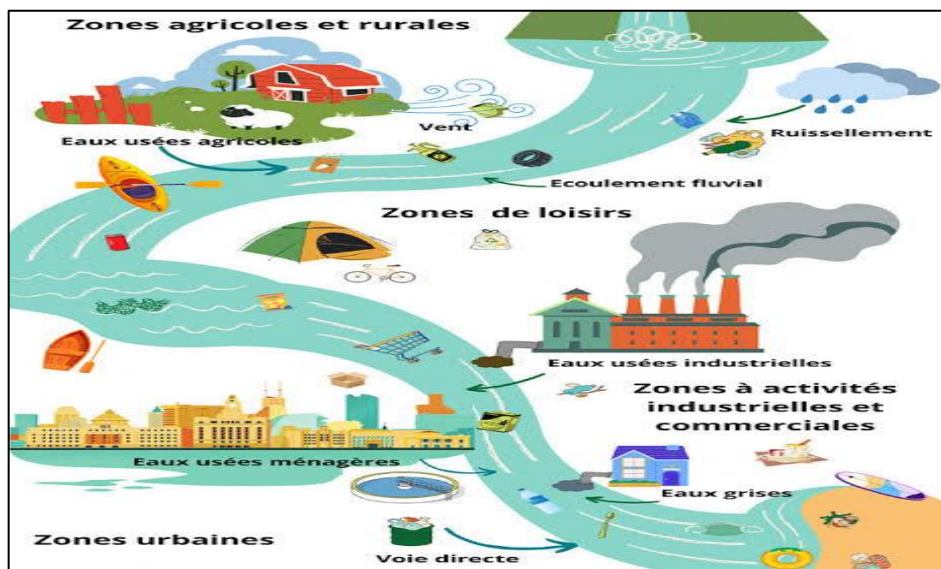 Zones agricoles et rurales
Vent
Ruissellement
Eaux usées agricoles
Ecoulement fluvial
Zones de loisirs
Eaux usées industrielles
Zones à activités
industrielles et
commerciales
Eaux usées ménagères
Eaux grises
Zones urbaines
Voie directe